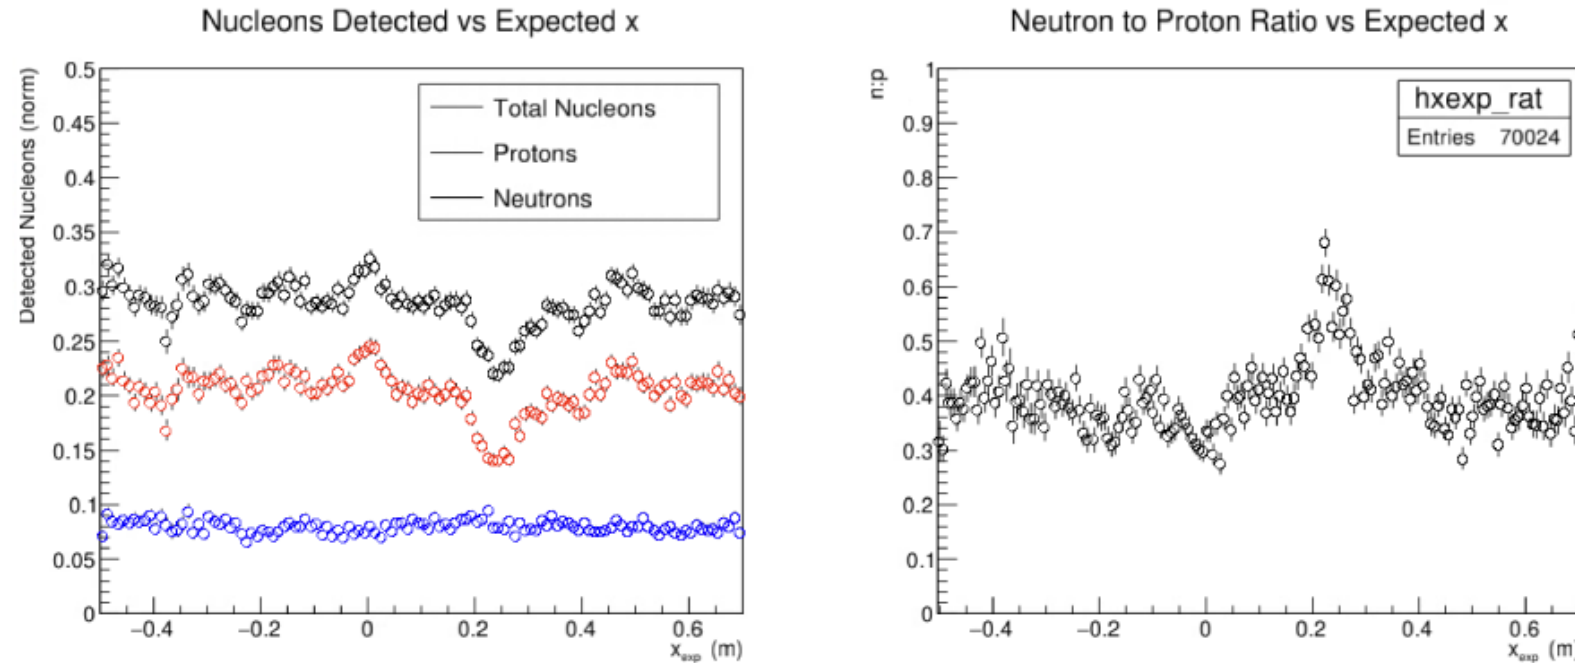 Nucleons Detected vs Expected x
Detected Nucleons (norm)
0.5
0.45
0.4
0.35
0.3
0.25
0.2
0.15
0.1
0.05
0
Total Nucleons
Protons
Neutrons
−0.4 −0.2 0 0.2 0.4 0.6
x_exp (m)
Neutron to Proton Ratio vs Expected x
n:p
1
0.9
0.8
0.7
0.6
0.5
0.4
0.3
0.2
0.1
0
hxexp_rat
Entries 70024
−0.4 −0.2 0 0.2 0.4 0.6
x_exp (m)